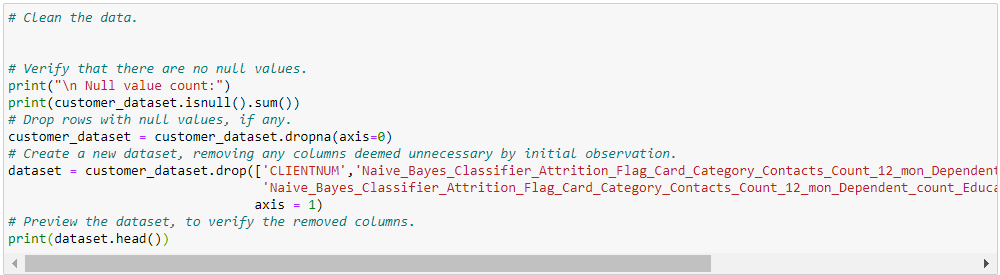 # Clean the data.
# Verify that there are no null values.
print("\n Null value count:")
print(customer_dataset.isnull().sum())
# Drop rows with null values, if any.
customer_dataset = customer_dataset.dropna(axis=0)
# Create a new dataset, removing any columns deemed unnecessary by initial observation.
dataset = customer_dataset.drop(['CLIENTNUM','Naive_Bayes_Classifier_Attrition_Flag_Card_Category_Contacts_Count_12_mon_Dependent
'Naive_Bayes_Classifier_Attrition_Flag_Card_Category_Contacts_Count_12_mon_Dependent_count_Educa
axis = 1)
# Preview the dataset, to verify the removed columns.
print(dataset.head())